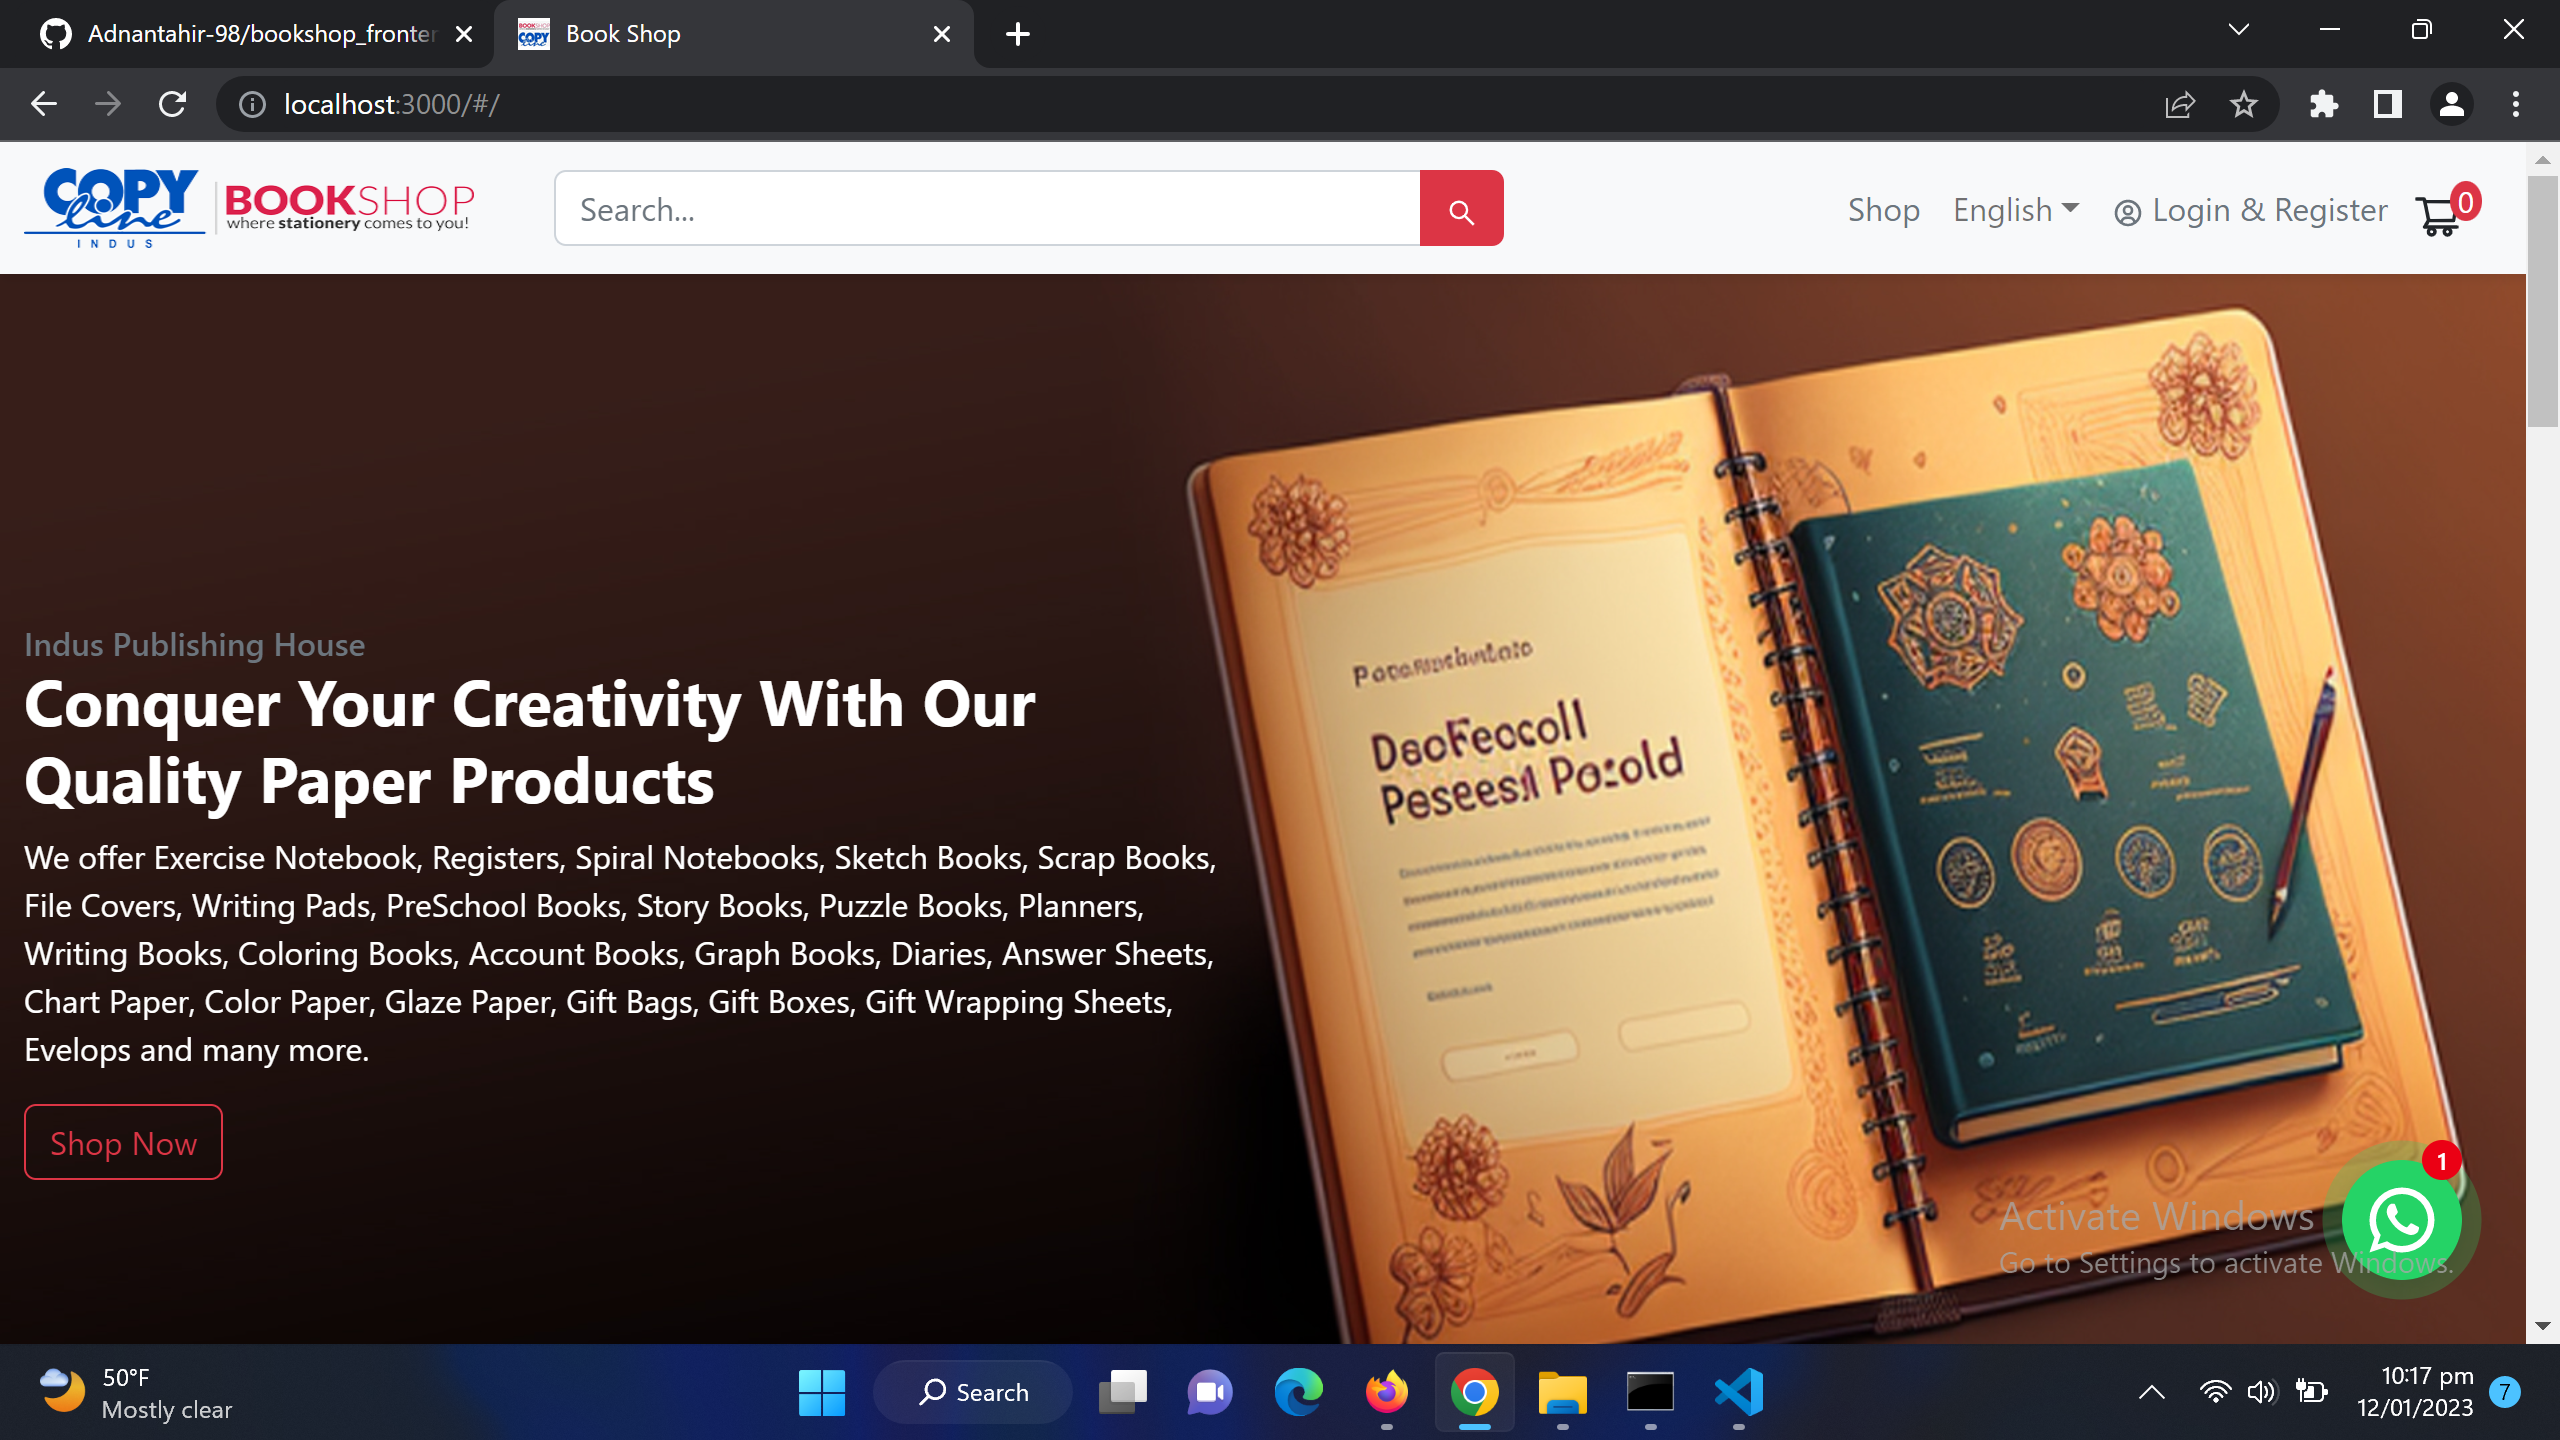 Adnantahir-98/bookshop_fronter
Book Shop
localhost:3000/#/
COPY
line
INDUS
BOOKSHOP
where stationery comes to you!
Search...
Shop
English
Login & Register
0
Indus Publishing House
Conquer Your Creativity With Our
Quality Paper Products
We offer Exercise Notebook, Registers, Spiral Notebooks, Sketch Books, Scrap Books,
File Covers, Writing Pads, PreSchool Books, Story Books, Puzzle Books, Planners,
Writing Books, Coloring Books, Account Books, Graph Books, Diaries, Answer Sheets,
Chart Paper, Color Paper, Glaze Paper, Gift Bags, Gift Boxes, Gift Wrapping Sheets,
Evelops and many more.
Shop Now
1
Activate Windows
Go to Settings to activate Windows.
50°F
Mostly clear
Search
10:17 pm
12/01/2023
7